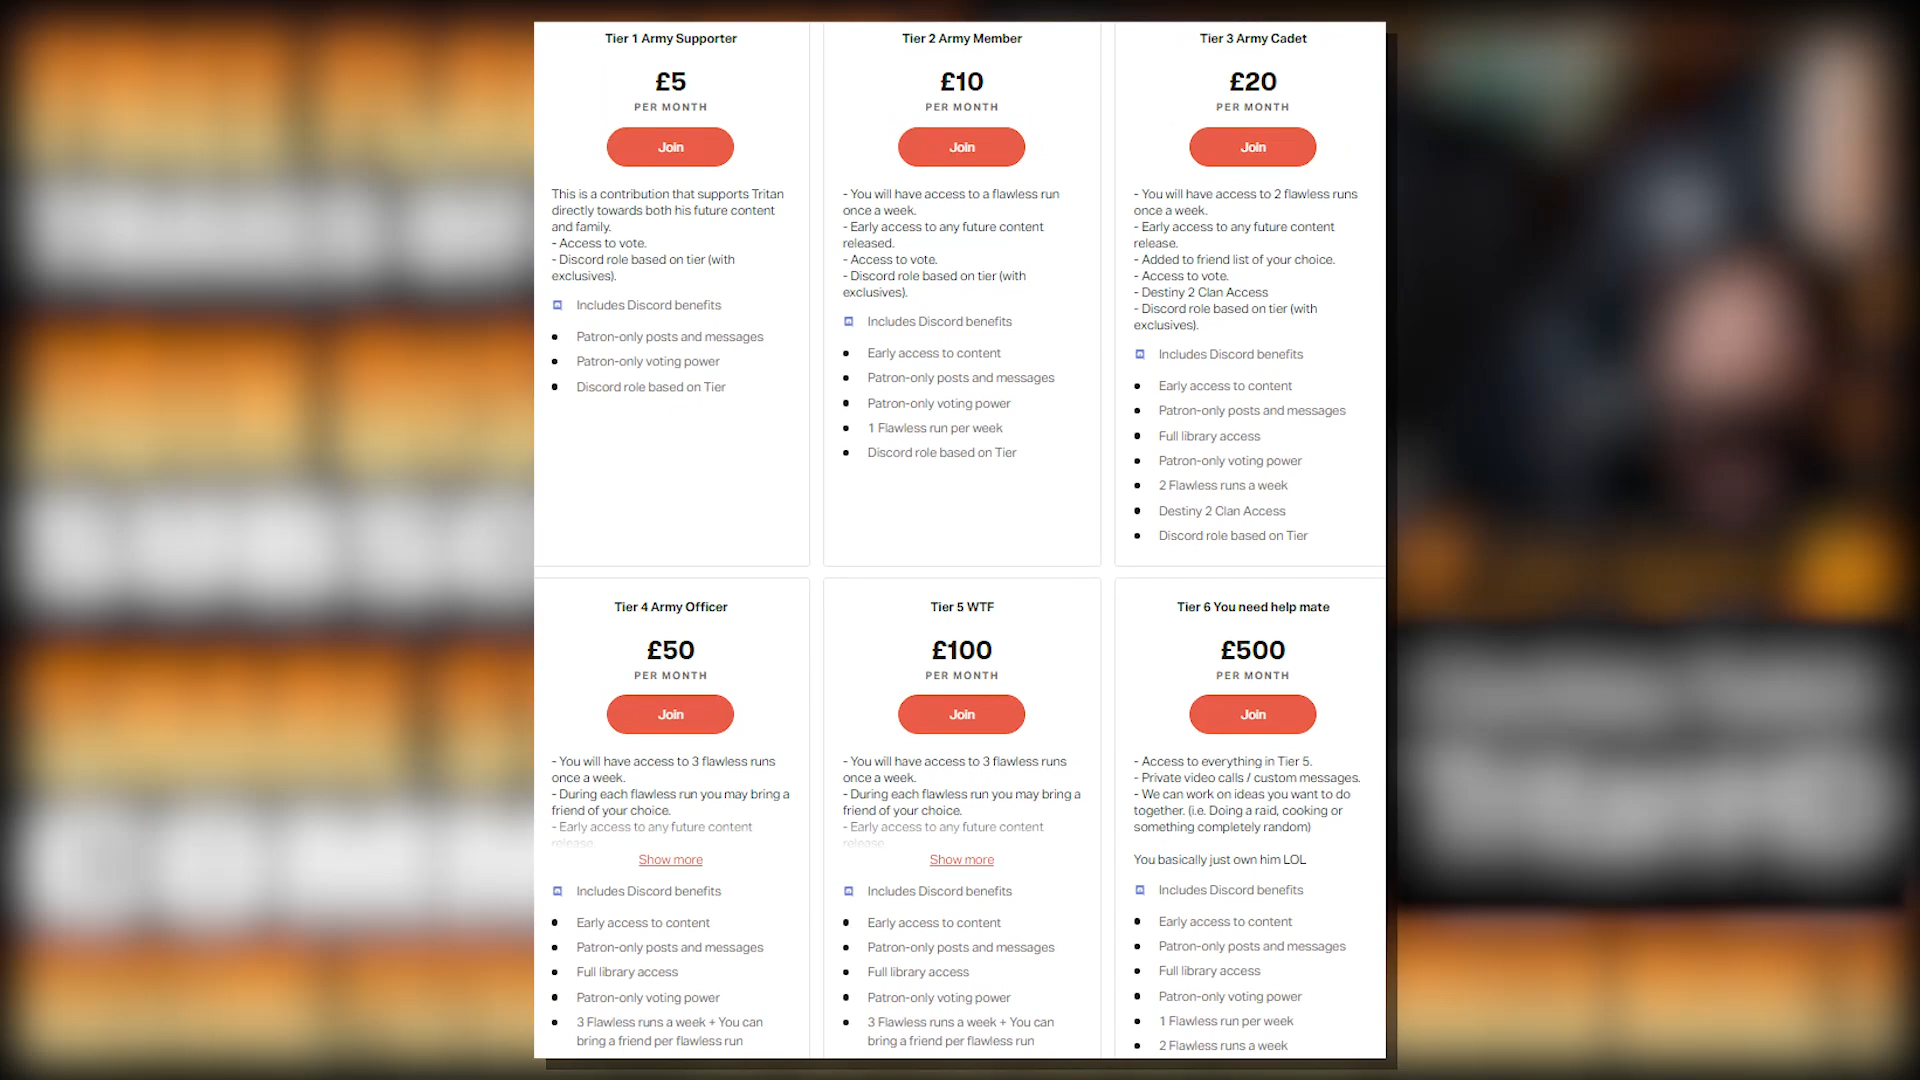 Tier 1 Army Supporter
£5
PER MONTH
Join
This is a contribution that supports Tritan
directly towards both his future content
and family.
- Access to vote.
- Discord role based on tier (with
exclusives).
Includes Discord benefits
Patron-only posts and messages
Patron-only voting power
Discord role based on Tier
Tier 2 Army Member
£10
PER MONTH
Join
- You will have access to a flawless run
once a week.
- Early access to any future content
released.
- Access to vote.
- Discord role based on tier (with
exclusives).
Includes Discord benefits
Early access to content
Patron-only posts and messages
Patron-only voting power
1 Flawless run per week
Discord role based on Tier
Tier 3 Army Cadet
£20
PER MONTH
Join
- You will have access to 2 flawless runs
once a week.
- Early access to any future content
release.
- Added to friend list of your choice.
- Access to vote.
- Destiny 2 Clan Access
- Discord role based on tier (with
exclusives).
Includes Discord benefits
Early access to content
Patron-only posts and messages
Full library access
Patron-only voting power
2 Flawless runs a week
Destiny 2 Clan Access
Discord role based on Tier
Tier 4 Army Officer
£50
PER MONTH
Join
- You will have access to 3 flawless runs
once a week.
- During each flawless run you may bring a
friend of your choice.
- Early access to any future content
release.
Show more
Includes Discord benefits
Early access to content
Patron-only posts and messages
Full library access
Patron-only voting power
3 Flawless runs a week + You can
bring a friend per flawless run
Tier 5 WTF
£100
PER MONTH
Join
- You will have access to 3 flawless runs
once a week.
- During each flawless run you may bring a
friend of your choice.
- Early access to any future content
release.
Show more
Includes Discord benefits
Early access to content
Patron-only posts and messages
Full library access
Patron-only voting power
3 Flawless runs a week + You can
bring a friend per flawless run
Tier 6 You need help mate
£500
PER MONTH
Join
- Access to everything in Tier 5.
- Private video calls / custom messages.
- We can work on ideas you want to do
together. (i.e. Doing a raid, cooking or
something completely random)
You basically just own him LOL
Includes Discord benefits
Early access to content
Patron-only posts and messages
Full library access
Patron-only voting power
1 Flawless run per week
2 Flawless runs a week